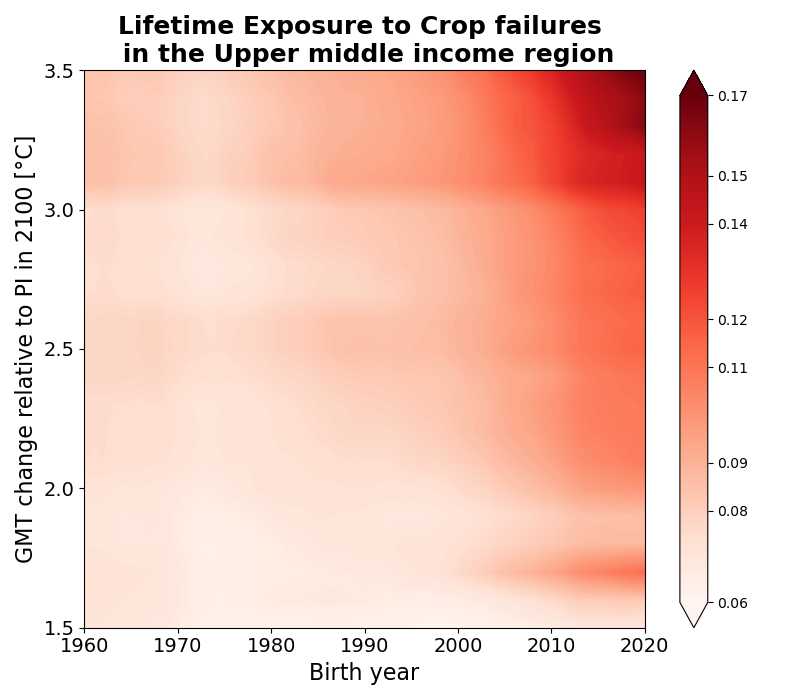 Lifetime Exposure to Crop failures
in the Upper middle income region
GMT change relative to PI in 2100 [°C]
3.5
3.0
2.5
2.0
1.5
1960 1970 1980 1990 2000 2010 2020
Birth year
0.17
0.15
0.14
0.12
0.11
0.09
0.08
0.06